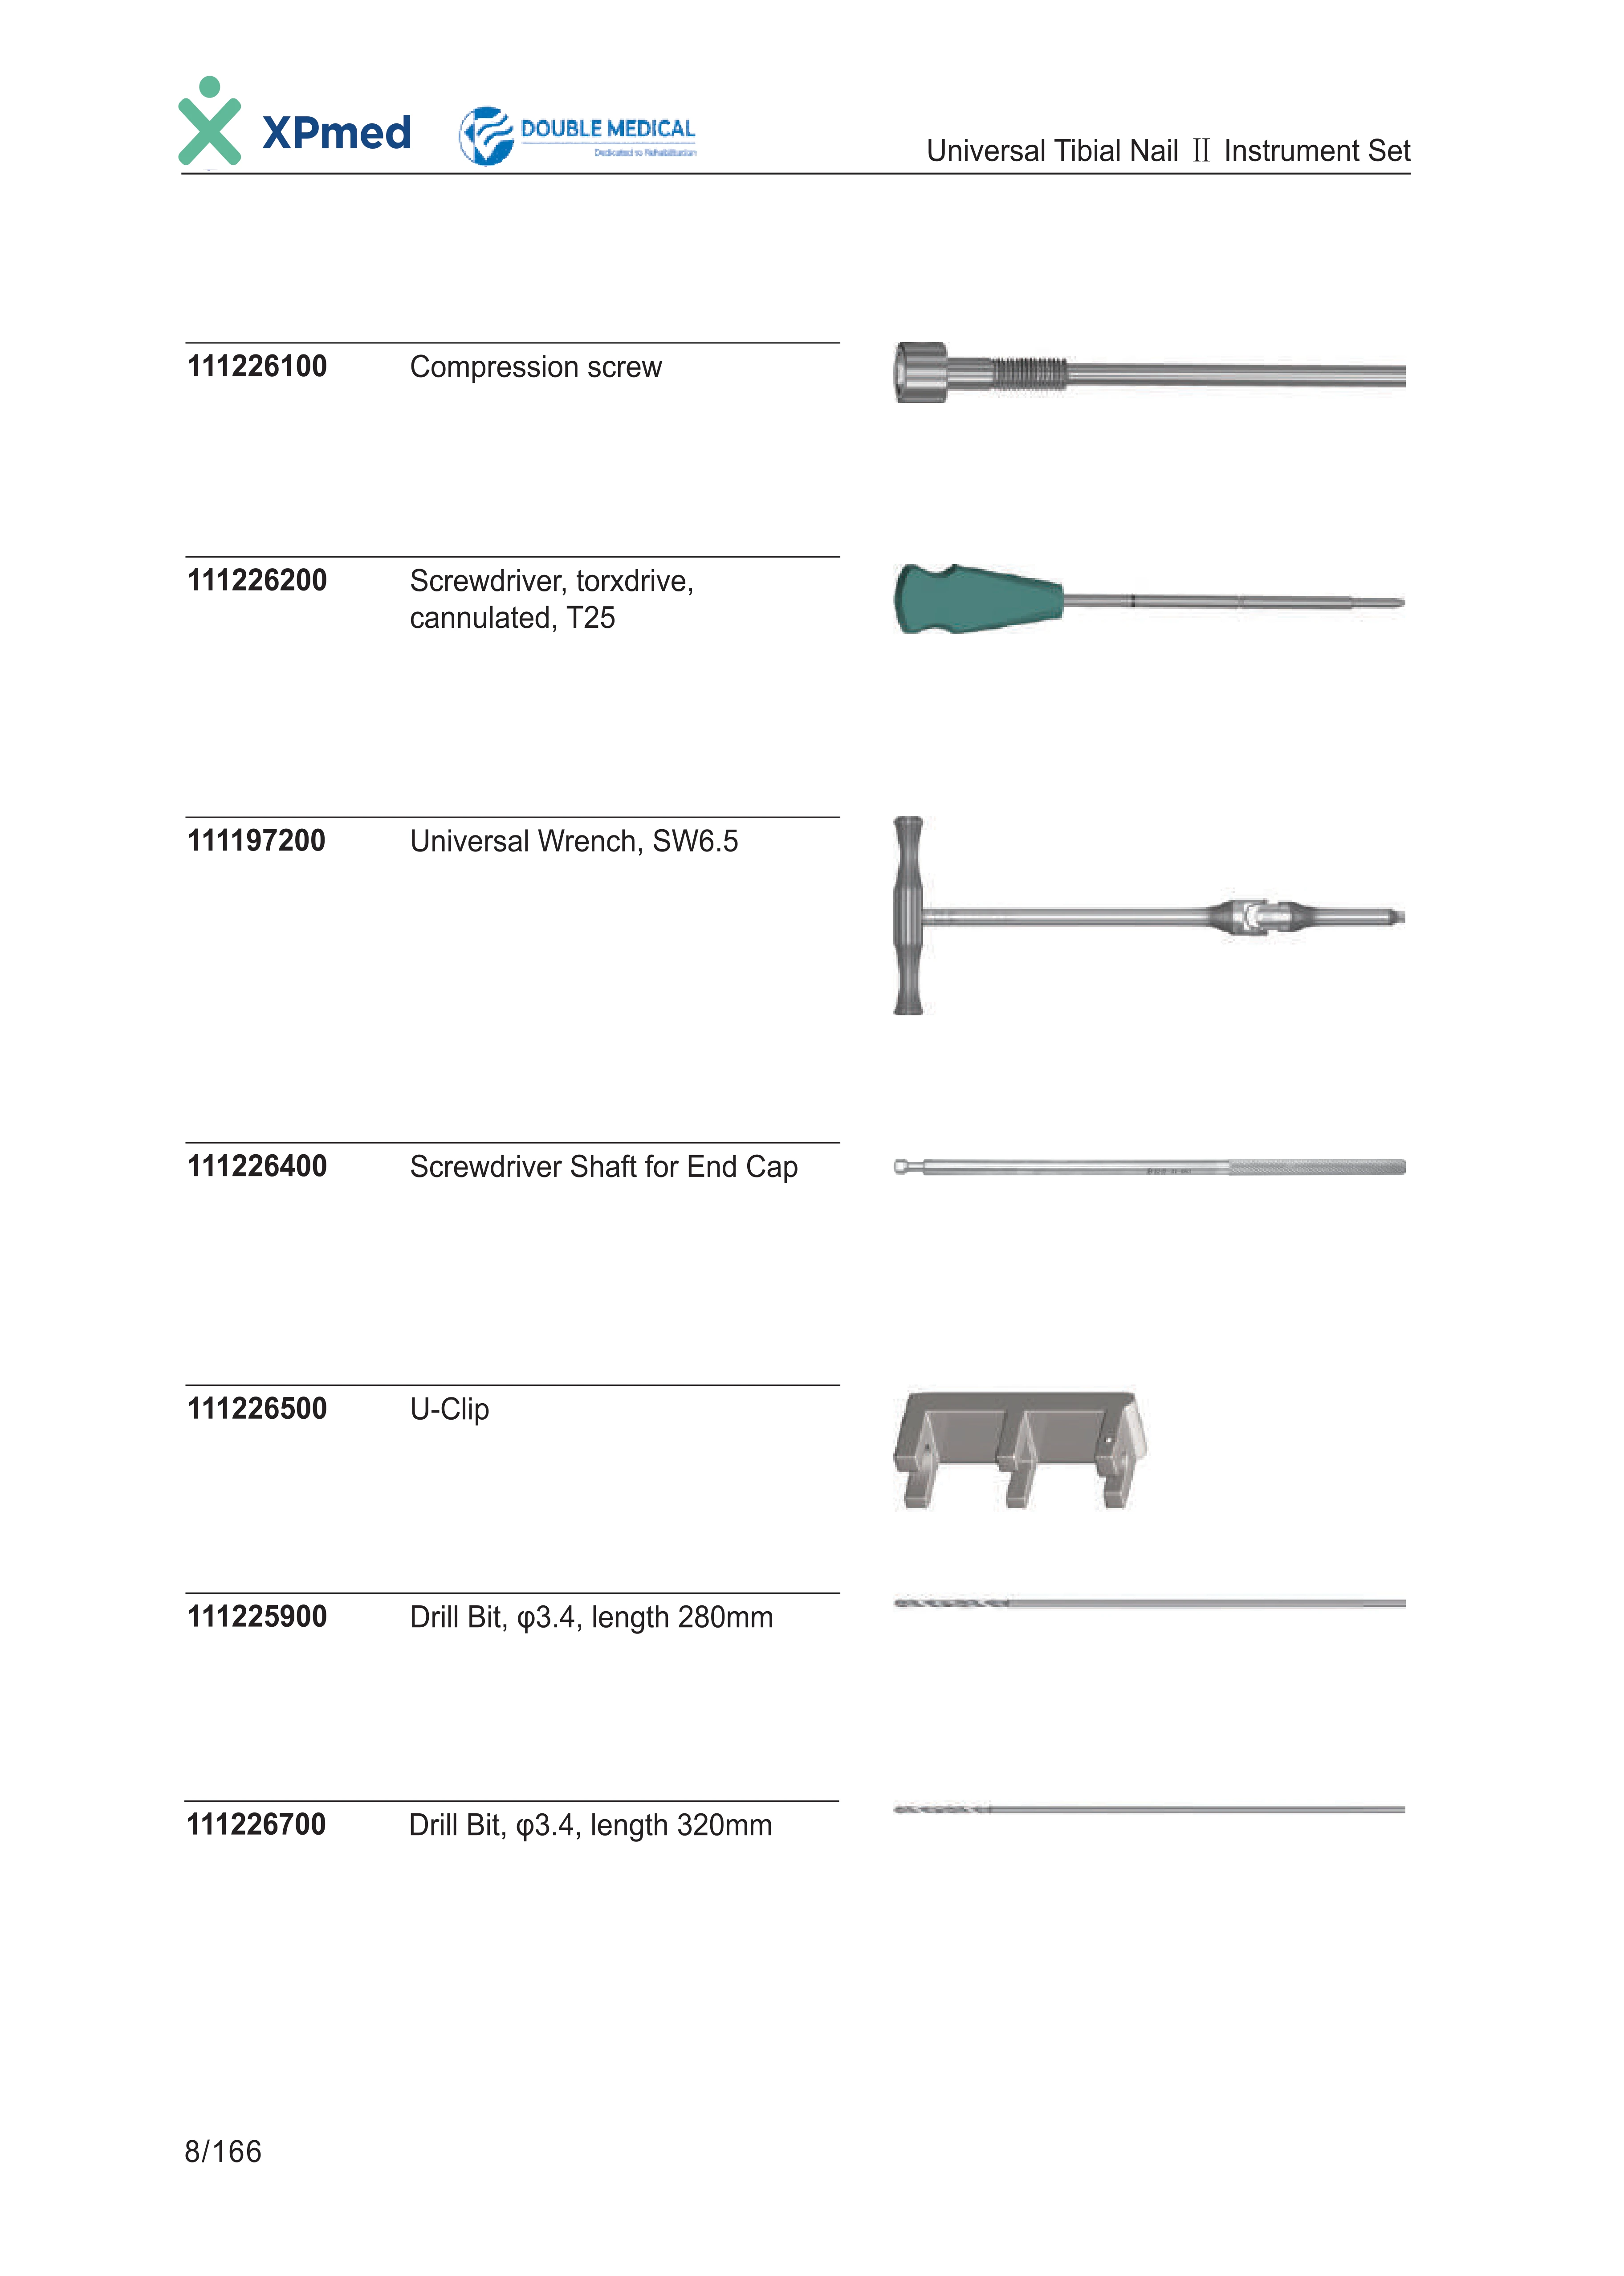 XPmed
DOUBLE MEDICAL
Dedicated to Rehabilitation
Universal Tibial Nail Ⅱ Instrument Set
111226100 Compression screw
111226200 Screwdriver, torxdrive,
cannulated, T25
111197200 Universal Wrench, SW6.5
111226400 Screwdriver Shaft for End Cap
111226500 U-Clip
111225900 Drill Bit, φ3.4, length 280mm
111226700 Drill Bit, φ3.4, length 320mm
8/166